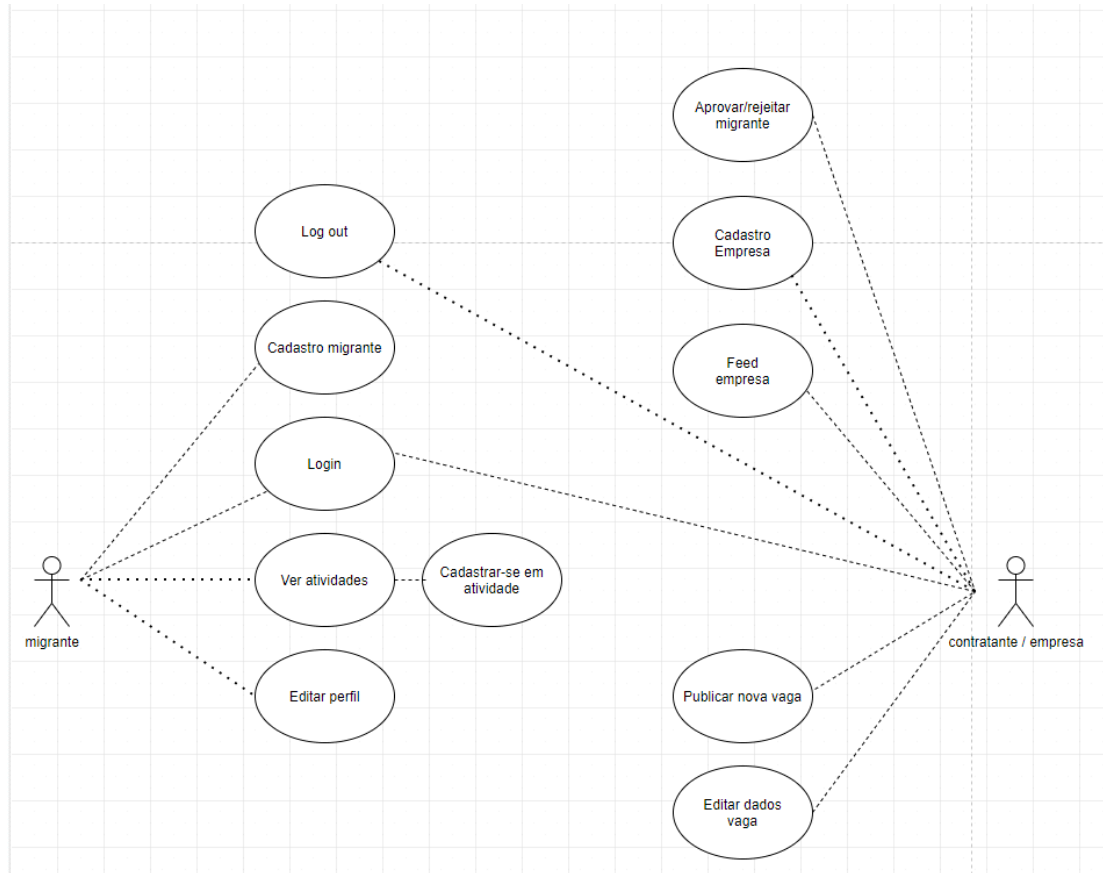 Aprovar/rejeitar
migrante
Log out
Cadastro
Empresa
Cadastro migrante
Feed
empresa
Login
Ver atividades
Cadastrar-se em
atividade
migrante
contratante / empresa
Editar perfil
Publicar nova vaga
Editar dados
vaga